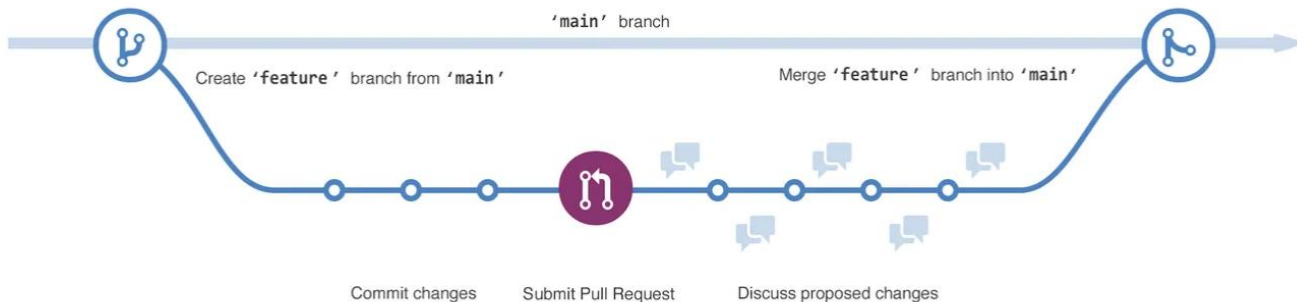 ‘main’ branch
Create ‘feature’ branch from ‘main’
Merge ‘feature’ branch into ‘main’
Commit changes
Submit Pull Request
Discuss proposed changes